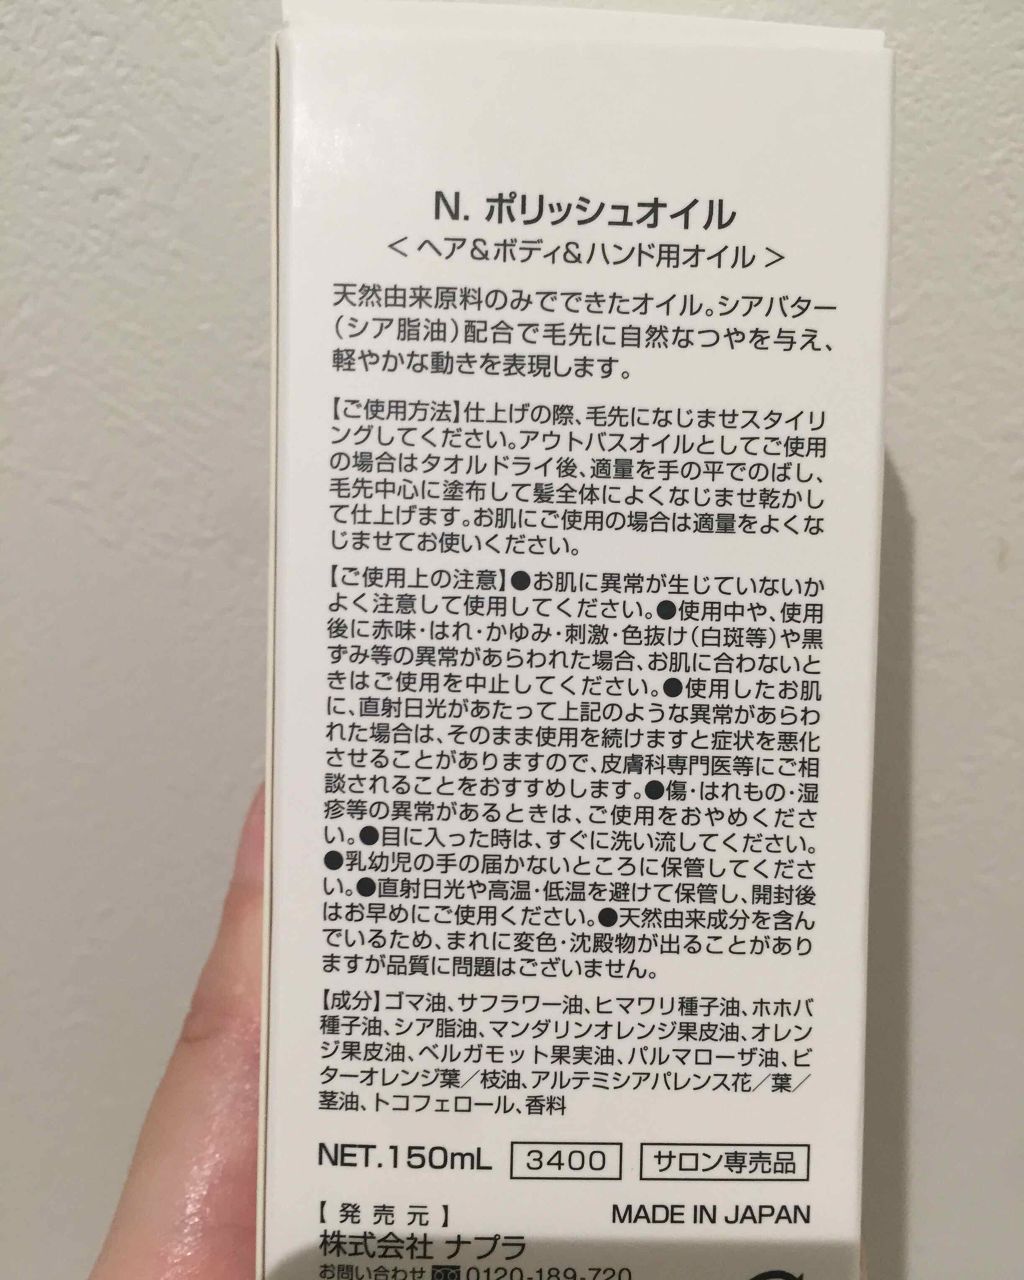 N. ポリッシュオイル
＜ヘア&ボディ&ハンド用オイル＞
天然由来原料のみでできたオイル。シアバター
（シア脂油）配合で毛先に自然なつやを与え、
軽やかな動きを表現します。
【ご使用方法】仕上げの際、毛先になじませスタイリ
ングしてください。アウトバスオイルとしてご使用
の場合はタオルドライ後、適量を手の平でのばし、
毛先中心に塗布して髪全体によくなじませ乾かし
て仕上げます。お肌にご使用の場合は適量をよくな
じませてお使いください。
【ご使用上の注意】●お肌に異常が生じていないか
よく注意して使用してください。●使用中や、使用
後に赤味・はれ・かゆみ・刺激・色抜け（白斑等）や黒
ずみ等の異常があらわれた場合、お肌に合わないと
きはご使用を中止してください。●使用したお肌
に、直射日光があたって上記のような異常があらわ
れた場合は、そのまま使用を続けますと症状を悪化
させることがありますので、皮膚科専門医等にご相
談されることをおすすめします。●傷・はれもの・湿
疹等の異常があるときは、ご使用をおやめくださ
い。●目に入った時は、すぐに洗い流してください。
●乳幼児の手の届かないところに保管してくださ
い。●直射日光や高温・低温を避けて保管し、開封後
はお早めにご使用ください。●天然由来成分を含ん
でいるため、まれに変色・沈殿物が出ることがあり
ますが品質に問題はございません。
【成分】ゴマ油、サフラワー油、ヒマワリ種子油、ホホバ
種子油、シア脂油、マンダリンオレンジ果皮油、オレン
ジ果皮油、ベルガモット果実油、パルマローザ油、ビ
ターオレンジ葉／枝油、アルテミシアパレンス花／葉／
茎油、トコフェロール、香料
NET.150mL 3400 サロン専売品
【発売元】 MADE IN JAPAN
株式会社 ナプラ
お問い合わせ 0120-189-720